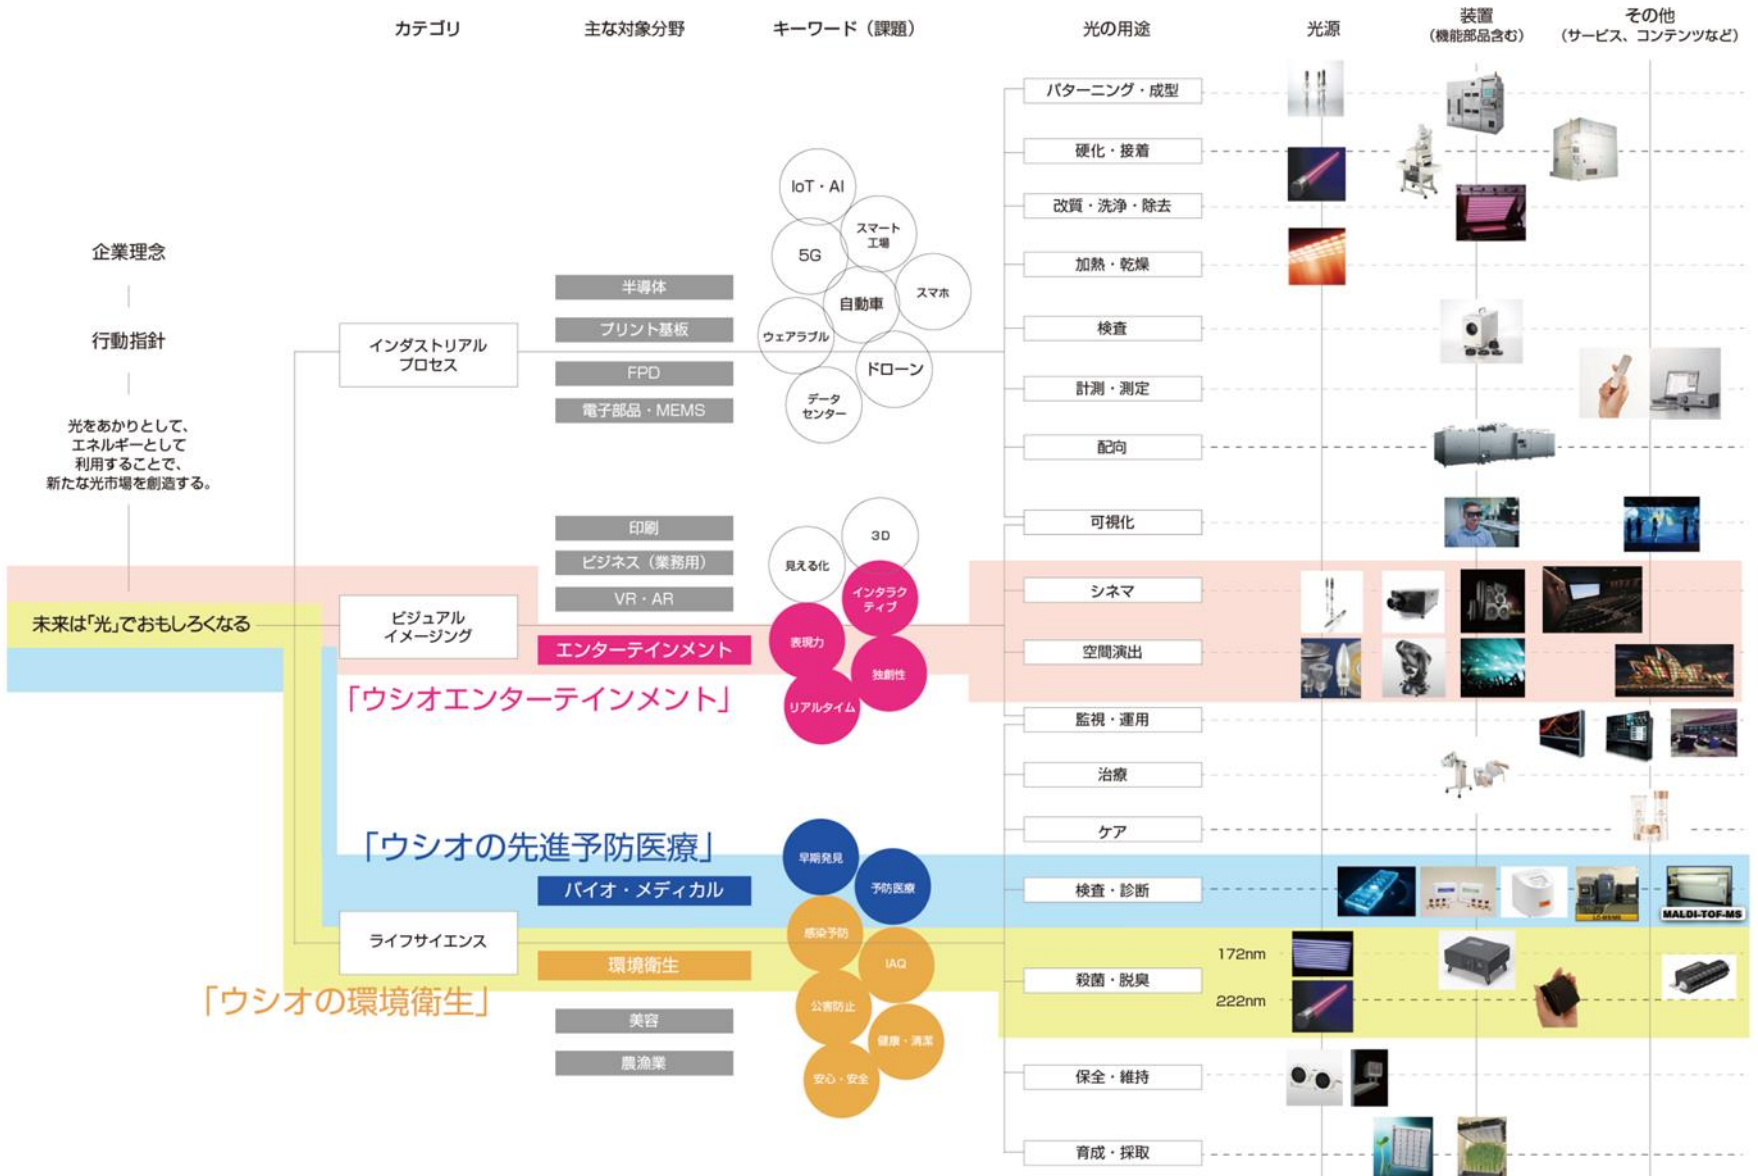 カテゴリ
主な対象分野
キーワード（課題）
光の用途
光源
装置
（機能部品含む）
その他
（サービス、コンテンツなど）
企業理念
行動指針
光をあかりとして、
エネルギーとして
利用することで、
新たな光市場を創造する。
未来は「光」でおもしろくなる
インダストリアル
プロセス
半導体
プリント基板
FPD
電子部品・MEMS
IoT・AI
スマート
工場
5G
スマホ
自動車
ウェアラブル
ドローン
データ
センター
パターニング・成型
硬化・接着
改質・洗浄・除去
加熱・乾燥
検査
計測・測定
配向
可視化
ビジュアル
イメージング
印刷
ビジネス（業務用）
VR・AR
エンターテインメント
「ウシオエンターテインメント」
3D
見える化
インタラク
ティブ
表現力
独創性
リアルタイム
シネマ
空間演出
監視・運用
治療
ケア
「ウシオの先進予防医療」
バイオ・メディカル
早期発見
予防医療
検査・診断
LC-MS/MS
MALDI-TOF-MS
ライフサイエンス
環境衛生
「ウシオの環境衛生」
美容
農漁業
感染予防
IAQ
公害防止
健康・清潔
安心・安全
殺菌・脱臭
172nm
222nm
保全・維持
育成・採取